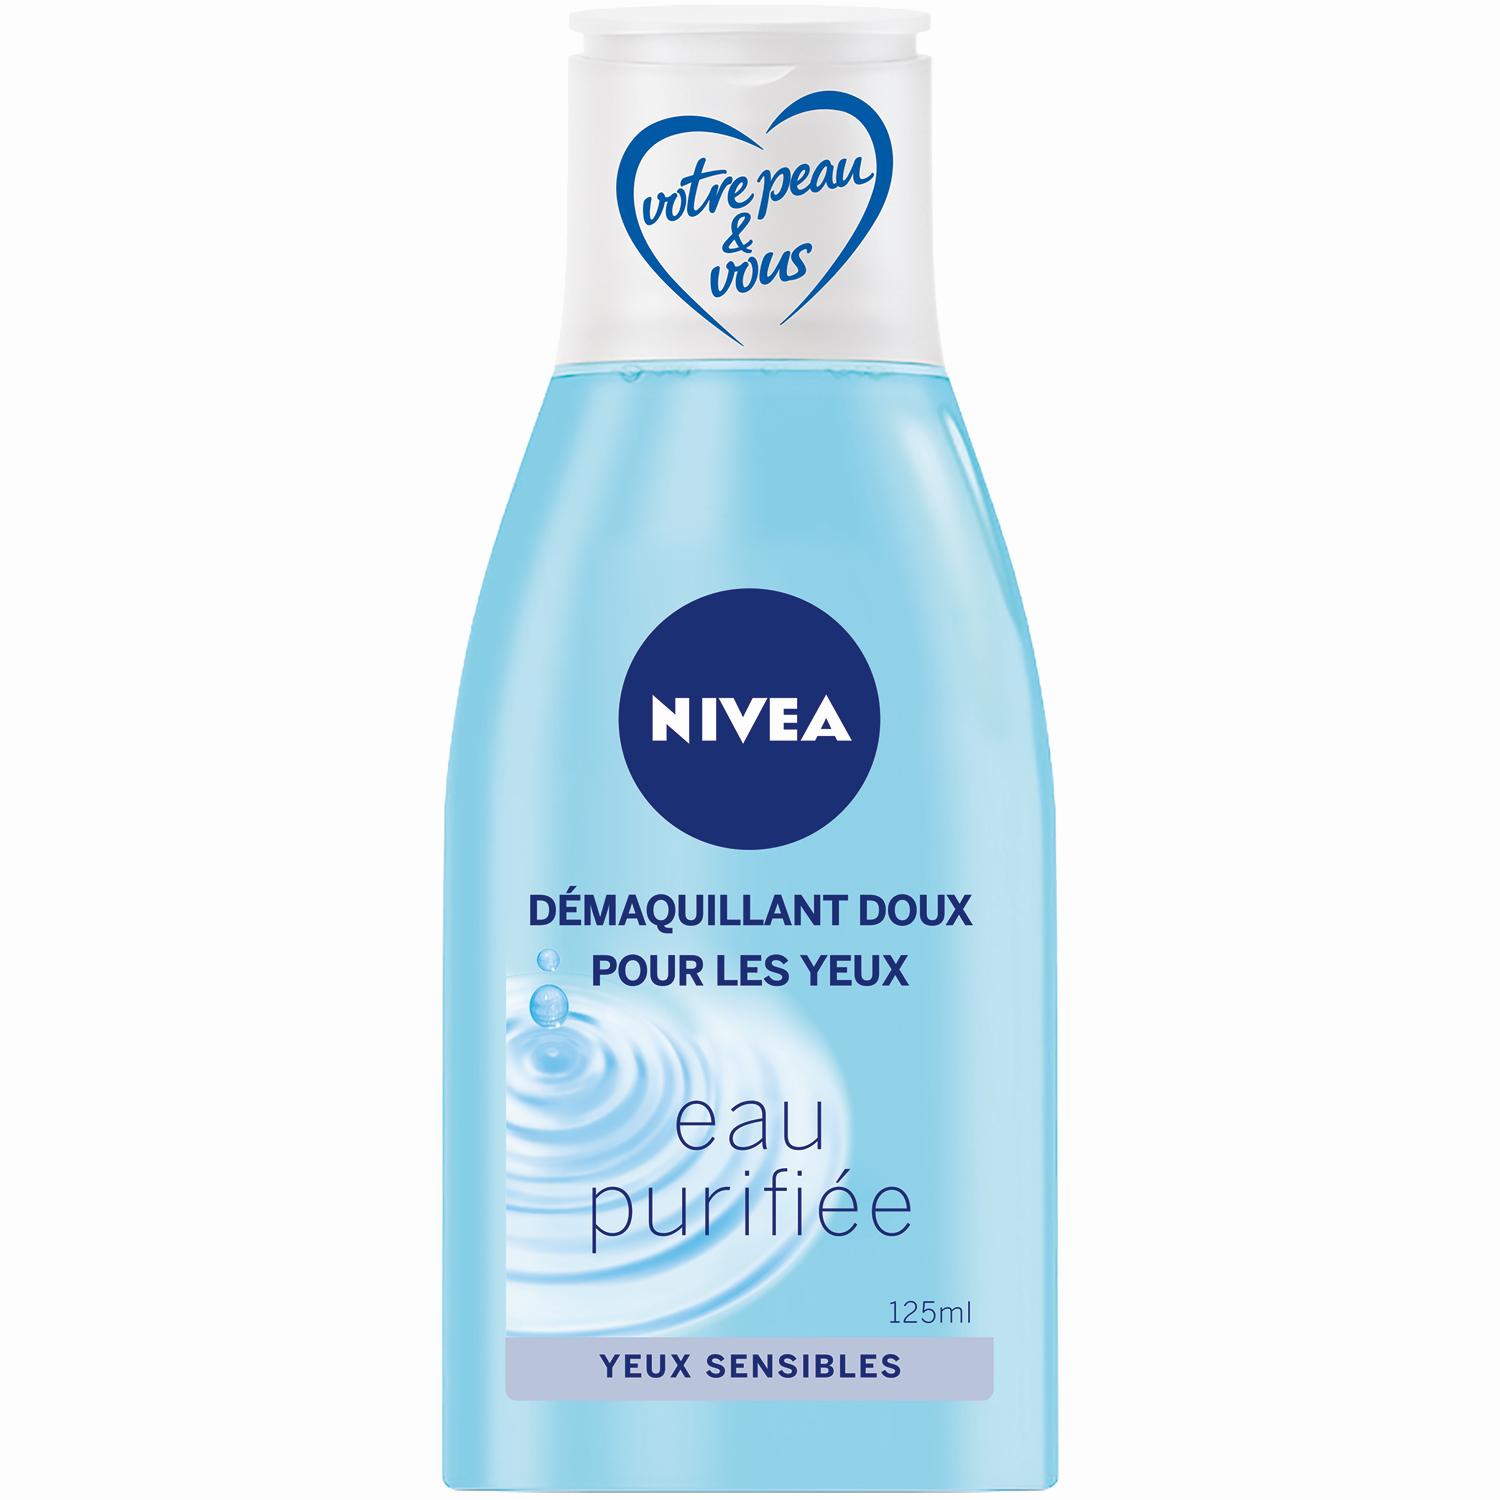 votre peau
&
vous
NIVEA
DÉMAQUILLANT DOUX
POUR LES YEUX
eau
purifiée
125ml
YEUX SENSIBLES